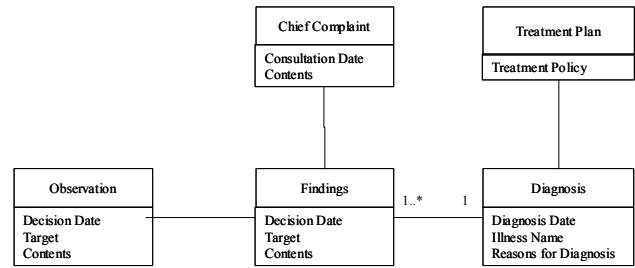 Chief Complaint
Consultation Date
Contents
Treatment Plan
Treatment Policy
Observation
Decision Date
Target
Contents
Findings
Decision Date
Target
Contents
1..*
1
Diagnosis
Diagnosis Date
Illness Name
Reasons for Diagnosis